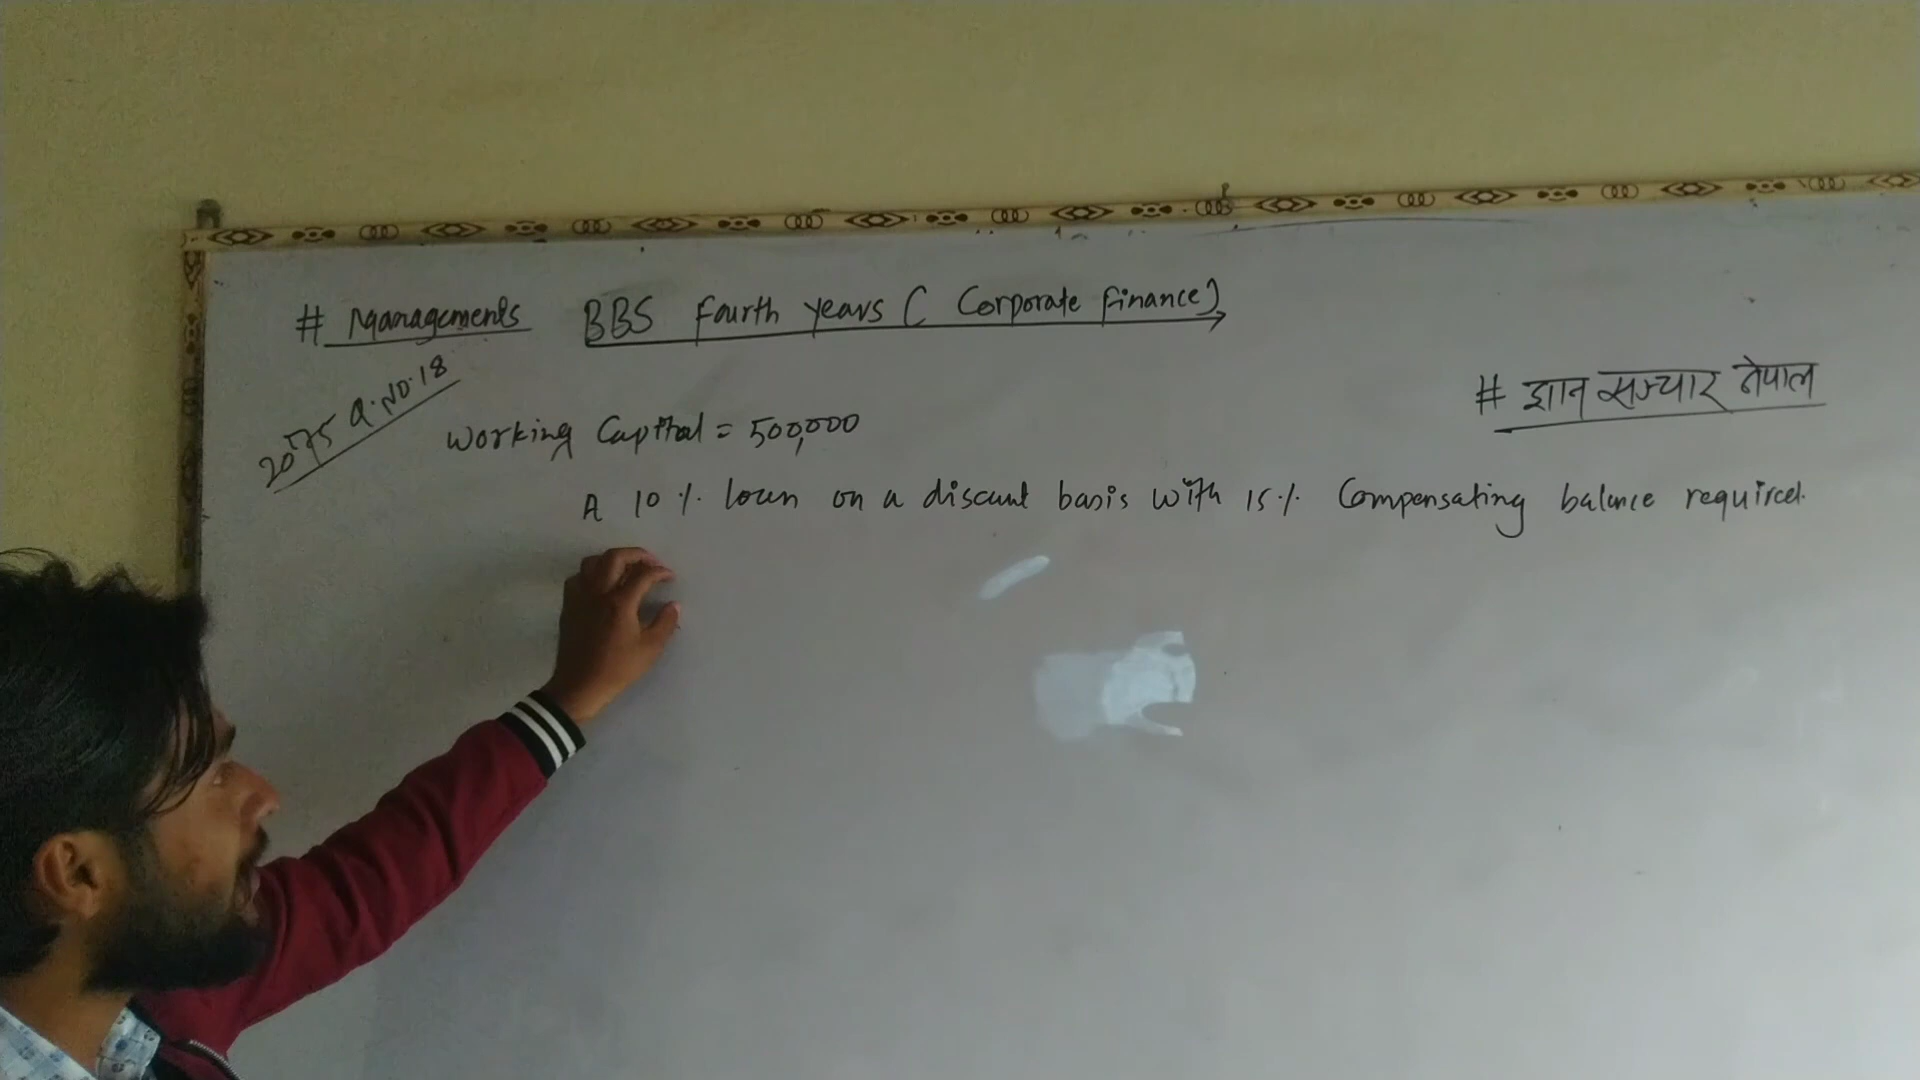 # Managements BBS Fourth years ( Corporate finance)
2075 Q.NO.18
# ज्ञान सञ्चार नेपाल
Working Capital = 500,000
A 10 % loan on a discount basis with 15 % Compensating balance required.